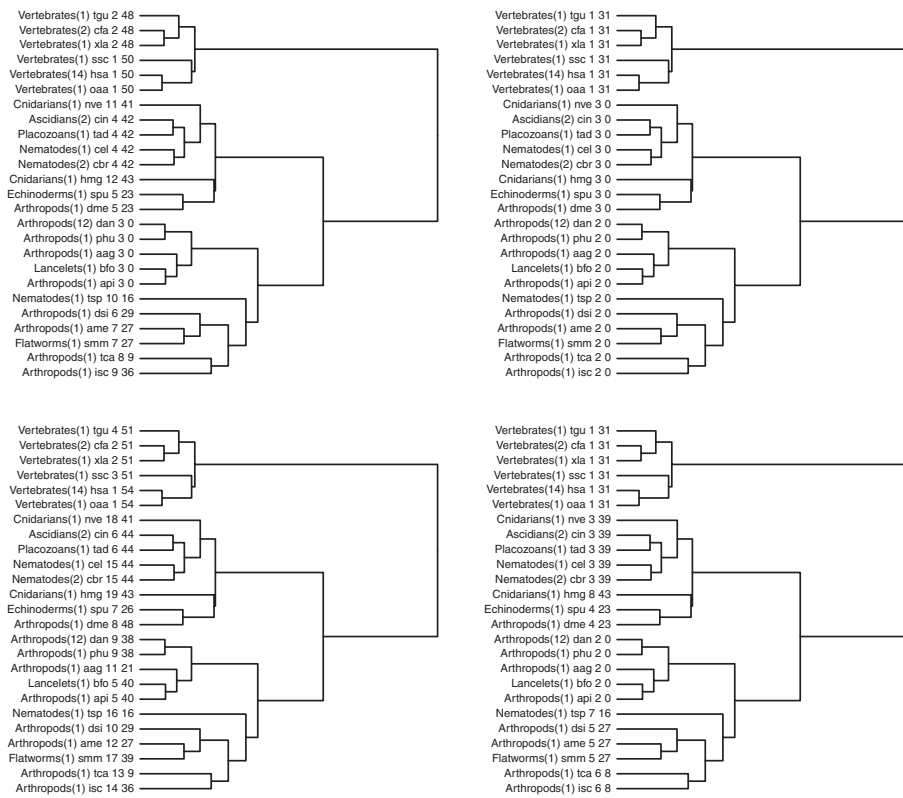 Vertebrates(1) tgu 2 48
Vertebrates(2) cfa 2 48
Vertebrates(1) xla 2 48
Vertebrates(1) ssc 1 50
Vertebrates(14) hsa 1 50
Vertebrates(1) oaa 1 50
Cnidarians(1) nve 11 41
Ascidians(2) cin 4 42
Placozoans(1) tad 4 42
Nematodes(1) cel 4 42
Nematodes(2) cbr 4 42
Cnidarians(1) hmg 12 43
Echinoderms(1) spu 5 23
Arthropods(1) dme 5 23
Arthropods(12) dan 3 0
Arthropods(1) phu 3 0
Arthropods(1) aag 3 0
Lancelets(1) bfo 3 0
Arthropods(1) api 3 0
Nematodes(1) tsp 10 16
Arthropods(1) dsi 6 29
Arthropods(1) ame 7 27
Flatworms(1) smm 7 27
Arthropods(1) tca 8 9
Arthropods(1) isc 9 36
Vertebrates(1) tgu 1 31
Vertebrates(2) cfa 1 31
Vertebrates(1) xla 1 31
Vertebrates(1) ssc 1 31
Vertebrates(14) hsa 1 31
Vertebrates(1) oaa 1 31
Cnidarians(1) nve 3 0
Ascidians(2) cin 3 0
Placozoans(1) tad 3 0
Nematodes(1) cel 3 0
Nematodes(2) cbr 3 0
Cnidarians(1) hmg 3 0
Echinoderms(1) spu 3 0
Arthropods(1) dme 3 0
Arthropods(12) dan 2 0
Arthropods(1) phu 2 0
Arthropods(1) aag 2 0
Lancelets(1) bfo 2 0
Arthropods(1) api 2 0
Nematodes(1) tsp 2 0
Arthropods(1) dsi 2 0
Arthropods(1) ame 2 0
Flatworms(1) smm 2 0
Arthropods(1) tca 2 0
Arthropods(1) isc 2 0
Vertebrates(1) tgu 4 51
Vertebrates(2) cfa 2 51
Vertebrates(1) xla 2 51
Vertebrates(1) ssc 3 51
Vertebrates(14) hsa 1 54
Vertebrates(1) oaa 1 54
Cnidarians(1) nve 18 41
Ascidians(2) cin 6 44
Placozoans(1) tad 6 44
Nematodes(1) cel 15 44
Nematodes(2) cbr 15 44
Cnidarians(1) hmg 19 43
Echinoderms(1) spu 7 26
Arthropods(1) dme 8 48
Arthropods(12) dan 9 38
Arthropods(1) phu 9 38
Arthropods(1) aag 11 21
Lancelets(1) bfo 5 40
Arthropods(1) api 5 40
Nematodes(1) tsp 16 16
Arthropods(1) dsi 10 29
Arthropods(1) ame 12 27
Flatworms(1) smm 17 39
Arthropods(1) tca 13 9
Arthropods(1) isc 14 36
Vertebrates(1) tgu 1 31
Vertebrates(2) cfa 1 31
Vertebrates(1) xla 1 31
Vertebrates(1) ssc 1 31
Vertebrates(14) hsa 1 31
Vertebrates(1) oaa 1 31
Cnidarians(1) nve 3 39
Ascidians(2) cin 3 39
Placozoans(1) tad 3 39
Nematodes(1) cel 3 39
Nematodes(2) cbr 3 39
Cnidarians(1) hmg 8 43
Echinoderms(1) spu 4 23
Arthropods(1) dme 4 23
Arthropods(12) dan 2 0
Arthropods(1) phu 2 0
Arthropods(1) aag 2 0
Lancelets(1) bfo 2 0
Arthropods(1) api 2 0
Nematodes(1) tsp 7 16
Arthropods(1) dsi 5 27
Arthropods(1) ame 5 27
Flatworms(1) smm 5 27
Arthropods(1) tca 6 8
Arthropods(1) isc 6 8